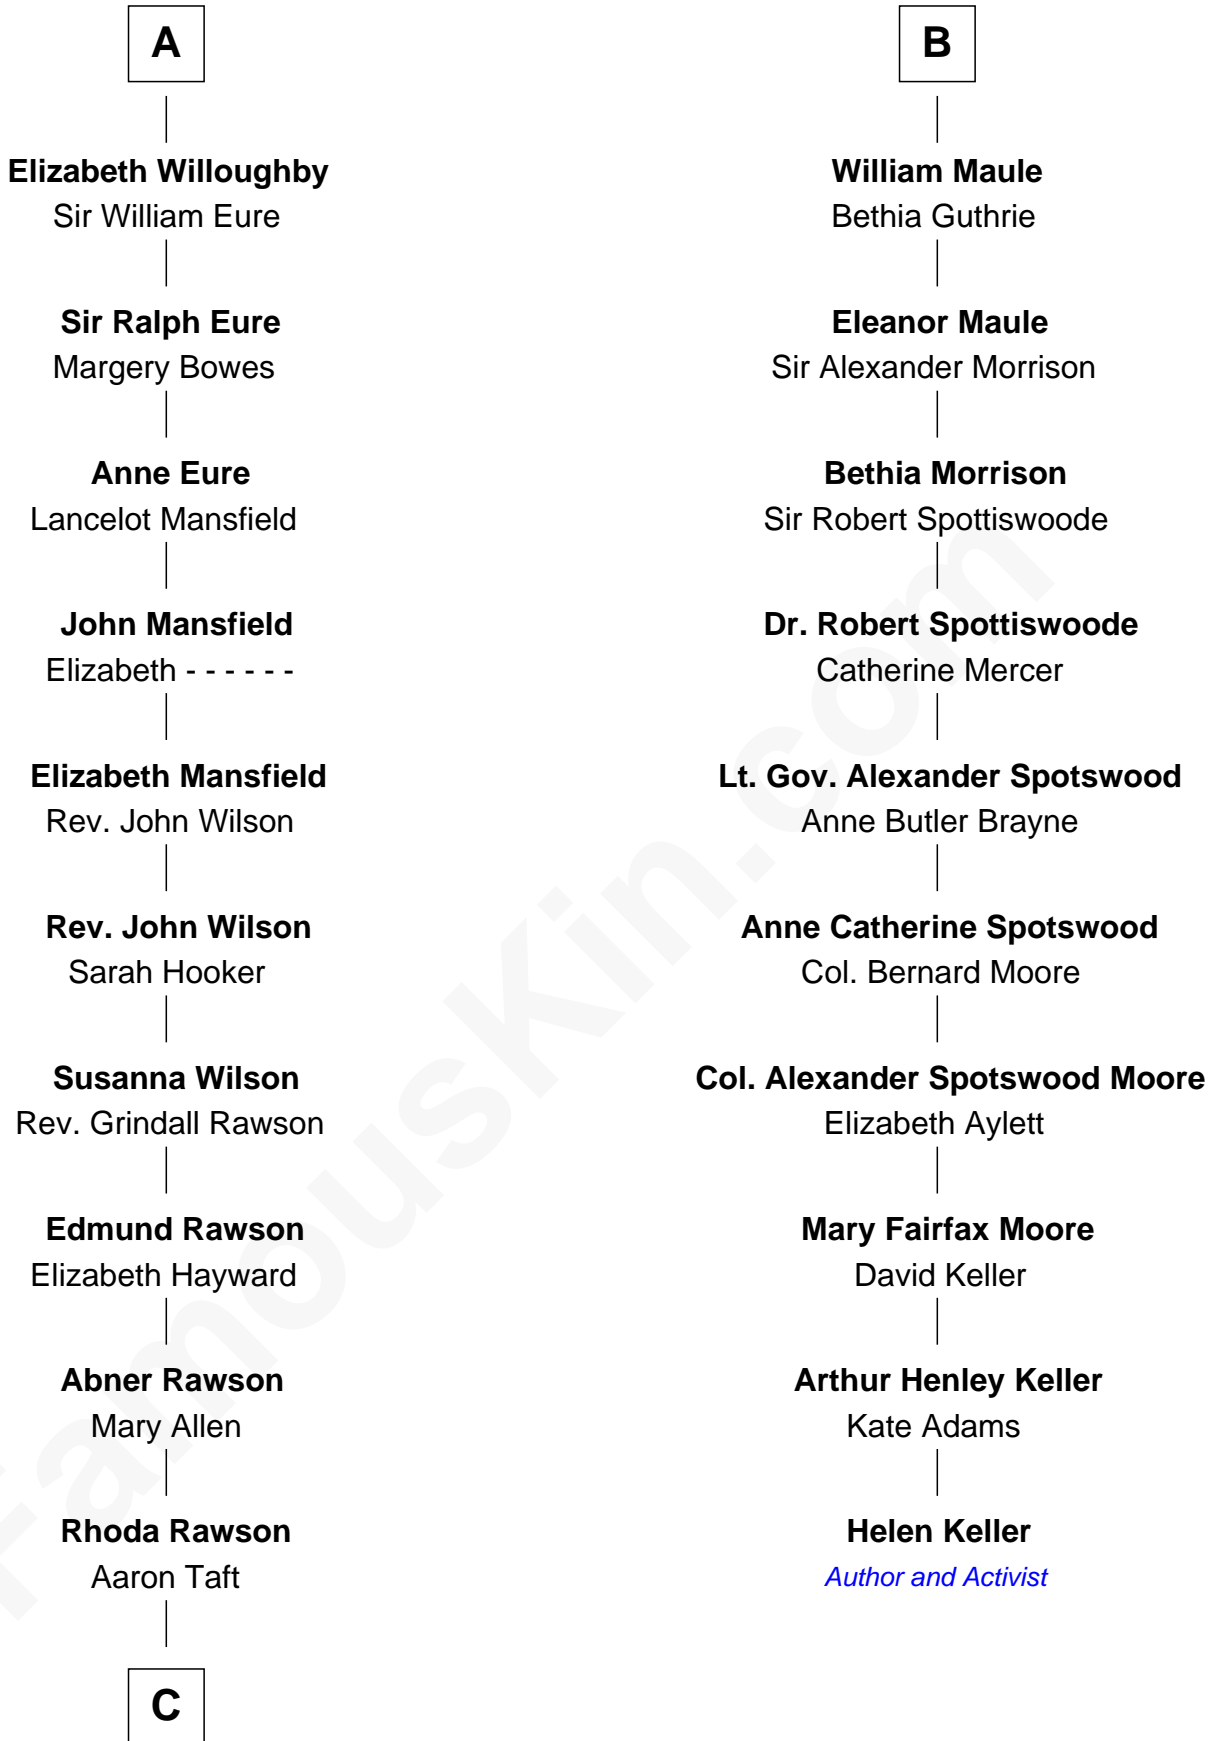 A
Elizabeth Willoughby
Sir William Eure
Sir Ralph Eure
Margery Bowes
Anne Eure
Lancelot Mansfield
John Mansfield
Elizabeth - - - - - -
Elizabeth Mansfield
Rev. John Wilson
Rev. John Wilson
Sarah Hooker
Susanna Wilson
Rev. Grindall Rawson
Edmund Rawson
Elizabeth Hayward
Abner Rawson
Mary Allen
Rhoda Rawson
Aaron Taft
C
B
William Maule
Bethia Guthrie
Eleanor Maule
Sir Alexander Morrison
Bethia Morrison
Sir Robert Spottiswoode
Dr. Robert Spottiswoode
Catherine Mercer
Lt. Gov. Alexander Spotswood
Anne Butler Brayne
Anne Catherine Spotswood
Col. Bernard Moore
Col. Alexander Spotswood Moore
Elizabeth Aylett
Mary Fairfax Moore
David Keller
Arthur Henley Keller
Kate Adams
Helen Keller
Author and Activist
FamousKin.com